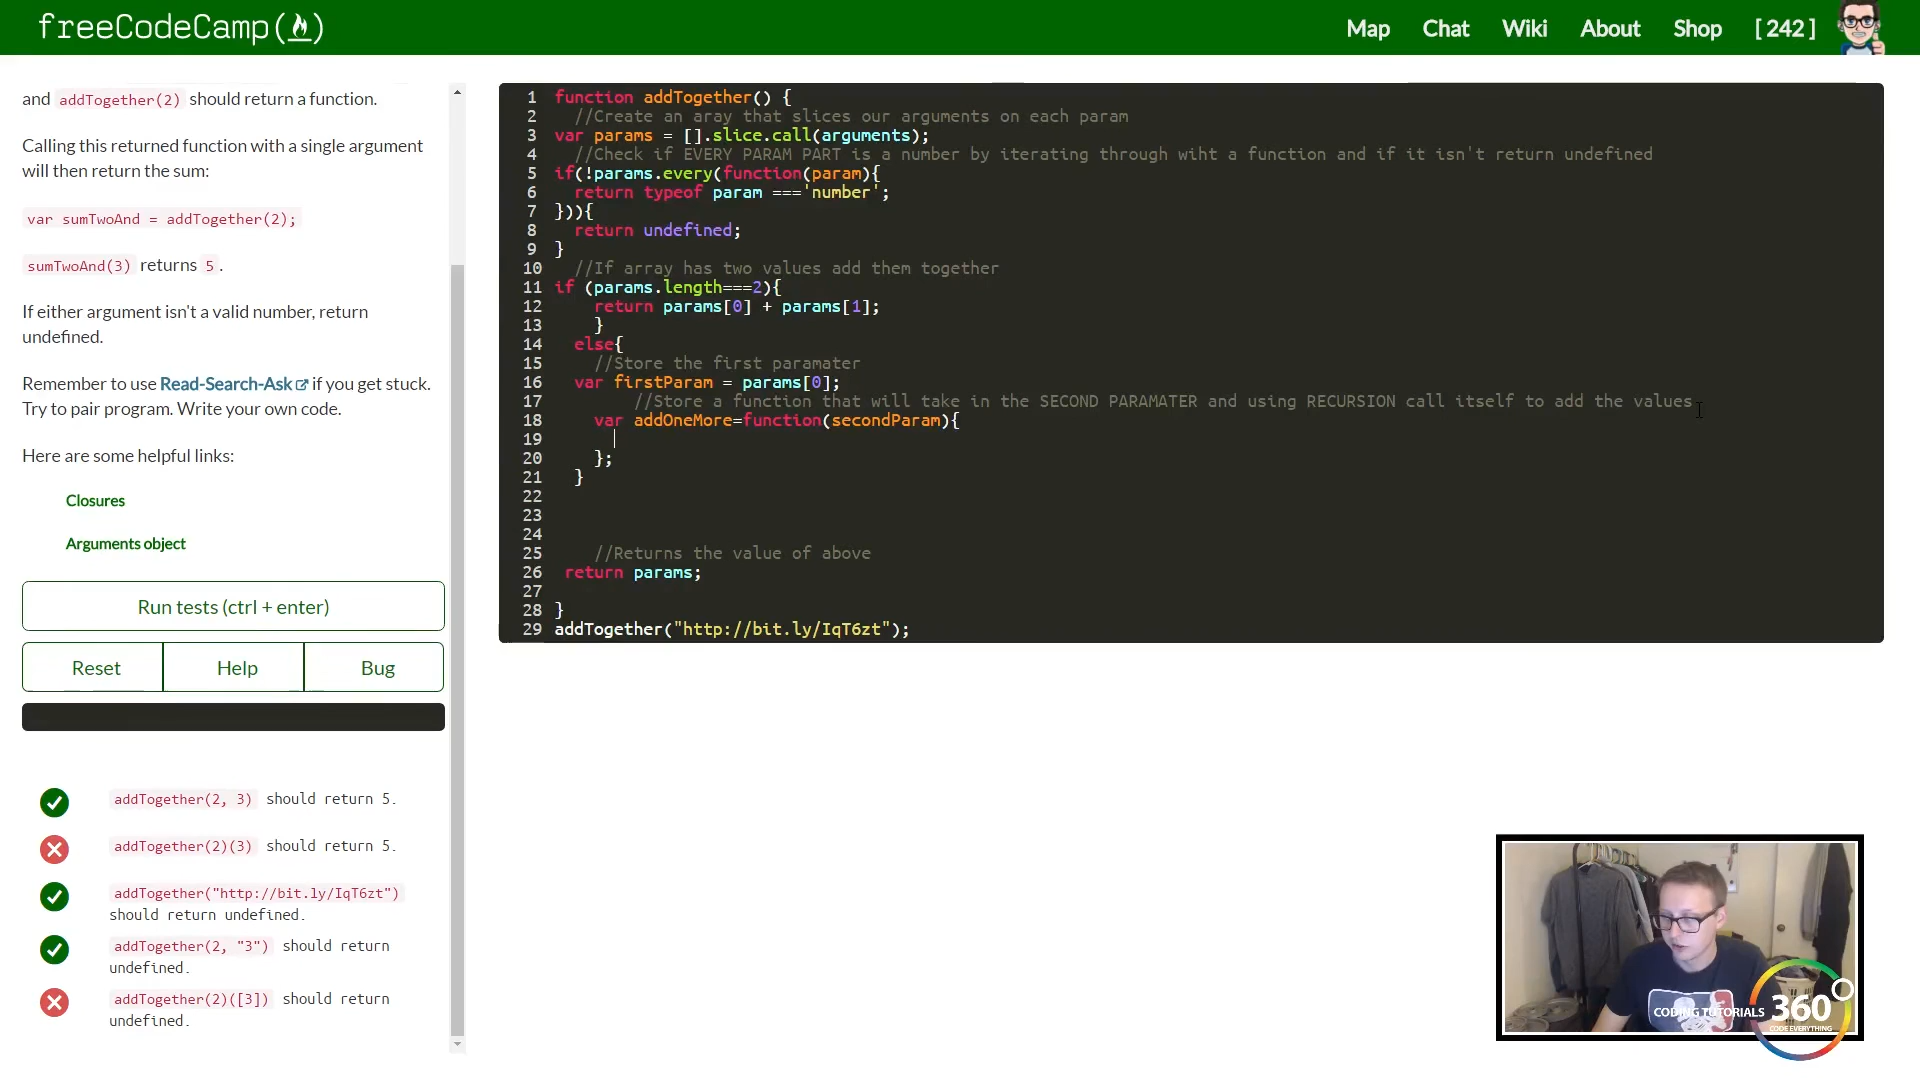 freeCodeCamp(🔥)
Map Chat Wiki About Shop [ 242 ]
and addTogether(2) should return a function.
Calling this returned function with a single argument
will then return the sum:
var sumTwoAnd = addTogether(2);
sumTwoAnd(3) returns 5.
If either argument isn't a valid number, return
undefined.
Remember to use Read-Search-Ask if you get stuck.
Try to pair program. Write your own code.
Here are some helpful links:
Closures
Arguments object
Run tests (ctrl + enter)
Reset Help Bug
addTogether(2, 3) should return 5.
addTogether(2)(3) should return 5.
addTogether("http://bit.ly/IqT6zt")
should return undefined.
addTogether(2, "3") should return
undefined.
addTogether(2)([3]) should return
undefined.
1 function addTogether() {
2 //Create an aray that slices our arguments on each param
3 var params = [].slice.call(arguments);
4 //Check if EVERY PARAM PART is a number by iterating through wiht a function and if it isn't return undefined
5 if(!params.every(function(param){
6 return typeof param ==='number';
7 })){
8 return undefined;
9 }
10 //If array has two values add them together
11 if (params.length===2){
12 return params[0] + params[1];
13 }
14 else{
15 //Store the first paramater
16 var firstParam = params[0];
17 //Store a function that will take in the SECOND PARAMATER and using RECURSION call itself to add the values
18 var addOneMore=function(secondParam){
19
20 };
21 }
22
23
24
25 //Returns the value of above
26 return params;
27
28 }
29 addTogether("http://bit.ly/IqT6zt");
CODING TUTORIALS 360
CODE EVERYTHING